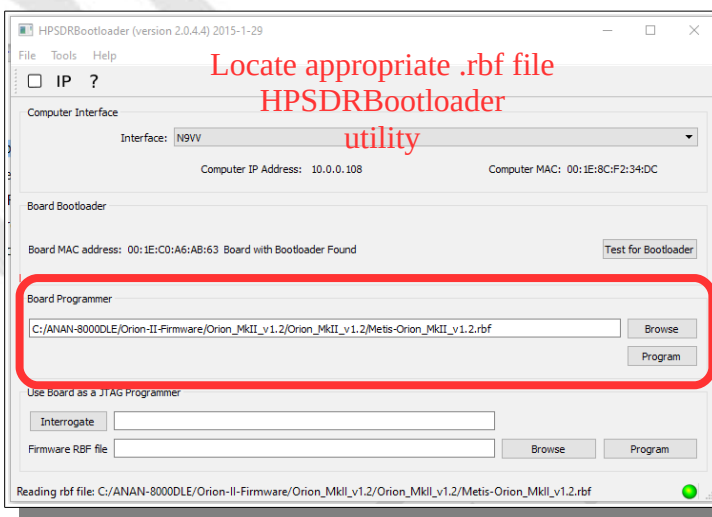 HPSDRBootloader (version 2.0.4.4) 2015-1-29
File Tools Help
Locate appropriate .rbf file
HPSDRBootloader
utility
IP ?
Computer Interface
Interface: N9VV
Computer IP Address: 10.0.0.108 Computer MAC: 00:1E:8C:F2:34:DC
Board Bootloader
Board MAC address: 00:1E:C0:A6:AB:63 Board with Bootloader Found Test for Bootloader
Board Programmer
C:/ANAN-8000DLE/Orion-II-Firmware/Orion_MkII_v1.2/Orion_MkII_v1.2/Metis-Orion_MkII_v1.2.rbf Browse
Program
Use Board as a JTAG Programmer
Interrogate
Firmware RBF file Browse Program
Reading rbf file: C:/ANAN-8000DLE/Orion-II-Firmware/Orion_MkII_v1.2/Orion_MkII_v1.2/Metis-Orion_MkII_v1.2.rbf